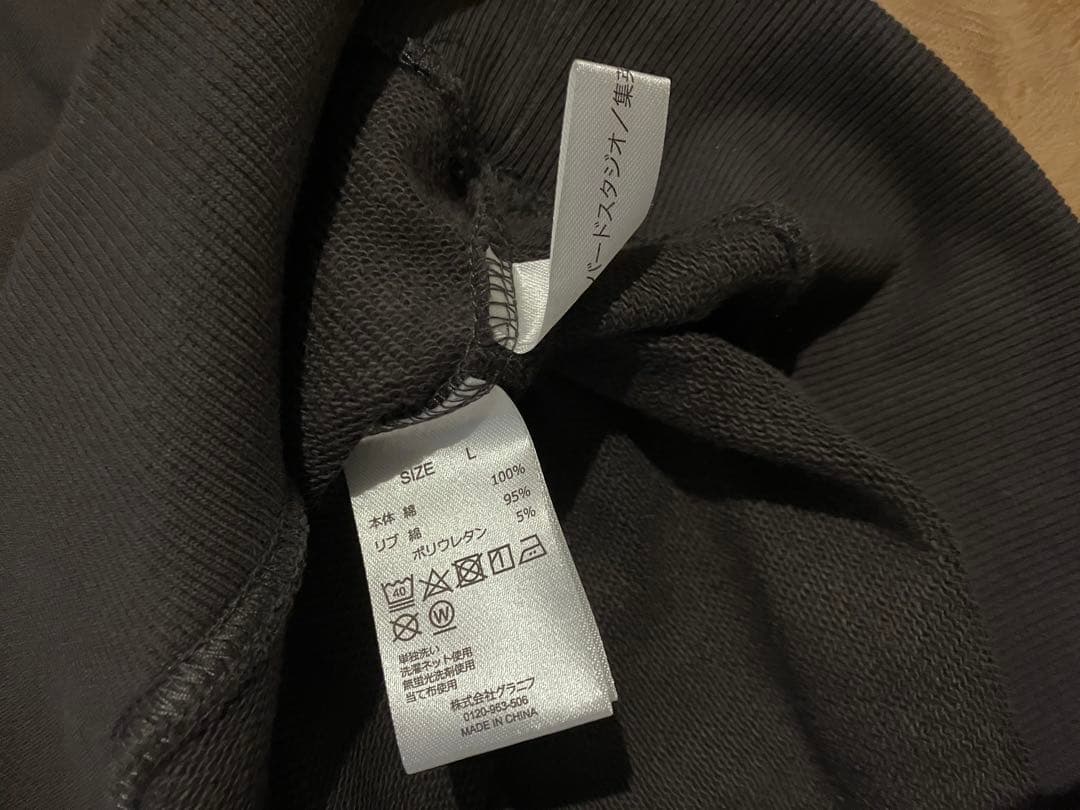 バードスタジオ／集英
SIZE L
本体 綿 100%
リブ 綿 95%
ポリウレタン 5%
40
W
単独洗い
洗濯ネット使用
無蛍光洗剤使用
当て布使用
株式会社グラニフ
0120-953-506
MADE IN CHINA